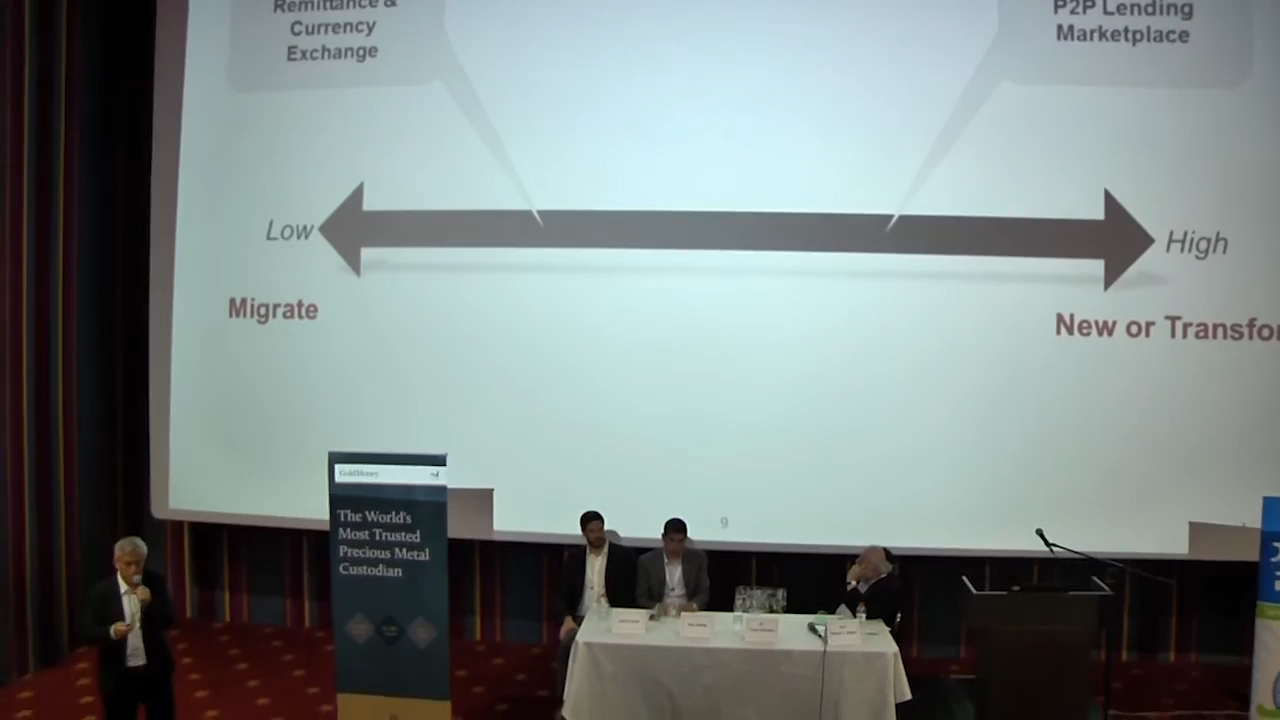 Remittance &
Currency
Exchange
P2P Lending
Marketplace
Low
High
Migrate
New or Transfo
9
GoldMoney
The World's
Most Trusted
Precious Metal
Custodian